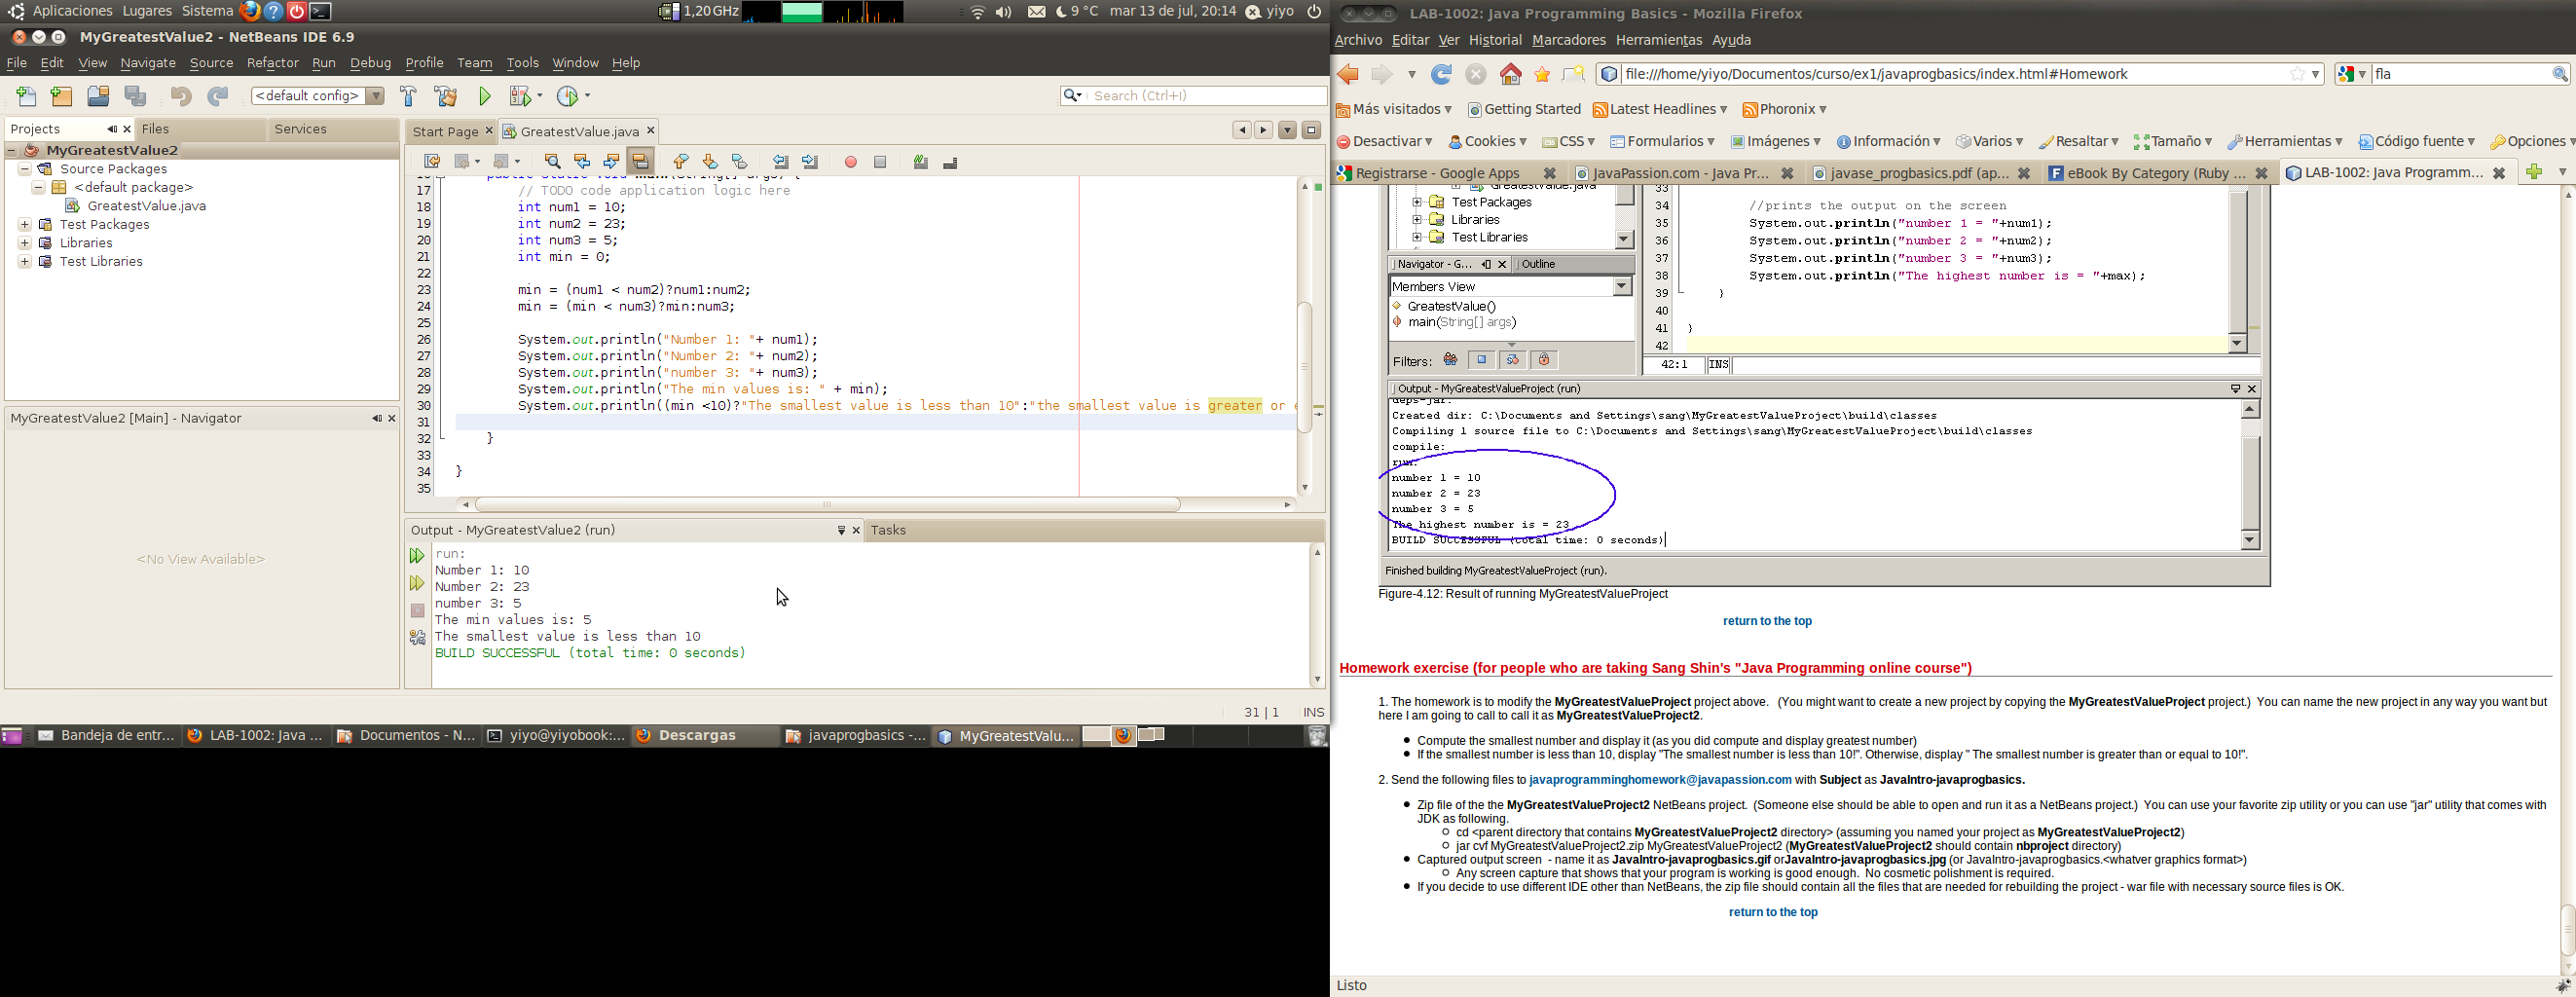 Aplicaciones Lugares Sistema
1,20 GHz
9 °C mar 13 de jul, 20:14 yiyo
MyGreatestValue2 - NetBeans IDE 6.9
File Edit View Navigate Source Refactor Run Debug Profile Team Tools Window Help
<default config>
Search (Ctrl+I)
Projects Files Services
MyGreatestValue2
Source Packages
<default package>
GreatestValue.java
Test Packages
Libraries
Test Libraries
MyGreatestValue2 [Main] - Navigator
<No View Available>
Start Page GreatestValue.java
16 public static void main(String[] args) {
17 // TODO code application logic here
18 int num1 = 10;
19 int num2 = 23;
20 int num3 = 5;
21 int min = 0;
22
23 min = (num1 < num2)?num1:num2;
24 min = (min < num3)?min:num3;
25
26 System.out.println("Number 1: "+ num1);
27 System.out.println("Number 2: "+ num2);
28 System.out.println("number 3: "+ num3);
29 System.out.println("The min values is: " + min);
30 System.out.println((min <10)?"The smallest value is less than 10":"the smallest value is greater or e
31
32 }
33
34 }
35
Output - MyGreatestValue2 (run) Tasks
run:
Number 1: 10
Number 2: 23
number 3: 5
The min values is: 5
The smallest value is less than 10
BUILD SUCCESSFUL (total time: 0 seconds)
31 | 1 INS
Bandeja de entr... LAB-1002: Java ... Documentos - N... yiyo@yiyobook:... Descargas javaprogbasics -... MyGreatestValu...
LAB-1002: Java Programming Basics - Mozilla Firefox
Archivo Editar Ver Historial Marcadores Herramientas Ayuda
file:///home/yiyo/Documentos/curso/ex1/javaprogbasics/index.html#Homework
fla
Más visitados Getting Started Latest Headlines Phoronix
Desactivar Cookies CSS Formularios Imágenes Información Varios Resaltar Tamaño Herramientas Código fuente Opciones
Registrarse - Google Apps JavaPassion.com - Java Pr... javase_progbasics.pdf (ap... eBook By Category (Ruby ... LAB-1002: Java Programm...
GreatestValue.java
Test Packages
Libraries
Test Libraries
Navigator - G... Outline
Members View
GreatestValue()
main(String[] args)
Filters:
33
34 //prints the output on the screen
35 System.out.println("number 1 = "+num1);
36 System.out.println("number 2 = "+num2);
37 System.out.println("number 3 = "+num3);
38 System.out.println("The highest number is = "+max);
39 }
40
41 }
42
42:1 INS
Output - MyGreatestValueProject (run)
deps-jar:
Created dir: C:\Documents and Settings\sang\MyGreatestValueProject\build\classes
Compiling 1 source file to C:\Documents and Settings\sang\MyGreatestValueProject\build\classes
compile:
run:
number 1 = 10
number 2 = 23
number 3 = 5
The highest number is = 23
BUILD SUCCESSFUL (total time: 0 seconds)
Finished building MyGreatestValueProject (run).
Figure-4.12: Result of running MyGreatestValueProject
return to the top
Homework exercise (for people who are taking Sang Shin's "Java Programming online course")
1. The homework is to modify the MyGreatestValueProject project above. (You might want to create a new project by copying the MyGreatestValueProject project.) You can name the new project in any way you want but
here I am going to call to call it as MyGreatestValueProject2.
Compute the smallest number and display it (as you did compute and display greatest number)
If the smallest number is less than 10, display "The smallest number is less than 10!". Otherwise, display " The smallest number is greater than or equal to 10!".
2. Send the following files to javaprogramminghomework@javapassion.com with Subject as JavaIntro-javaprogbasics.
Zip file of the the MyGreatestValueProject2 NetBeans project. (Someone else should be able to open and run it as a NetBeans project.) You can use your favorite zip utility or you can use "jar" utility that comes with
JDK as following.
cd <parent directory that contains MyGreatestValueProject2 directory> (assuming you named your project as MyGreatestValueProject2)
jar cvf MyGreatestValueProject2.zip MyGreatestValueProject2 (MyGreatestValueProject2 should contain nbproject directory)
Captured output screen - name it as JavaIntro-javaprogbasics.gif orJavaIntro-javaprogbasics.jpg (or JavaIntro-javaprogbasics.<whatver graphics format>)
Any screen capture that shows that your program is working is good enough. No cosmetic polishment is required.
If you decide to use different IDE other than NetBeans, the zip file should contain all the files that are needed for rebuilding the project - war file with necessary source files is OK.
return to the top
Listo